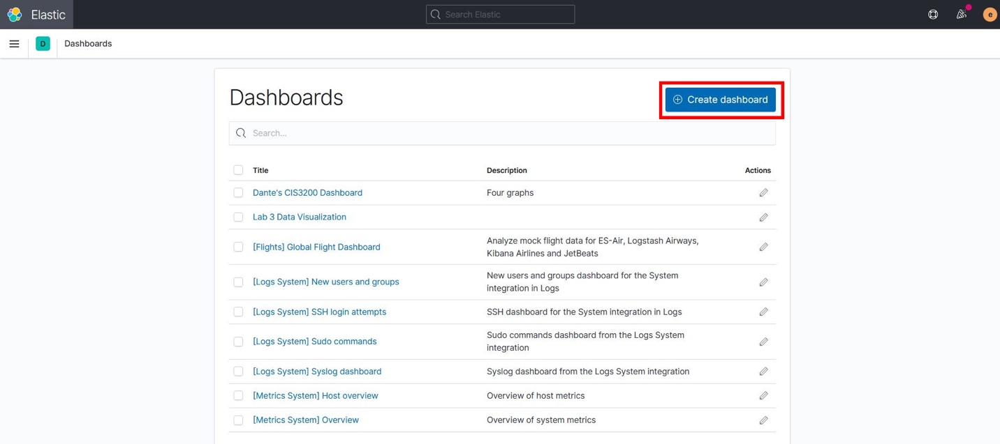 Elastic
Search Elastic
e
D
Dashboards
Dashboards
Create dashboard
Search...
Title Description Actions
Dante's CIS3200 Dashboard Four graphs
Lab 3 Data Visualization
[Flights] Global Flight Dashboard Analyze mock flight data for ES-Air, Logstash Airways,
Kibana Airlines and JetBeats
[Logs System] New users and groups New users and groups dashboard for the System
integration in Logs
[Logs System] SSH login attempts SSH dashboard for the System integration in Logs
[Logs System] Sudo commands Sudo commands dashboard from the Logs System
integration
[Logs System] Syslog dashboard Syslog dashboard from the Logs System integration
[Metrics System] Host overview Overview of host metrics
[Metrics System] Overview Overview of system metrics